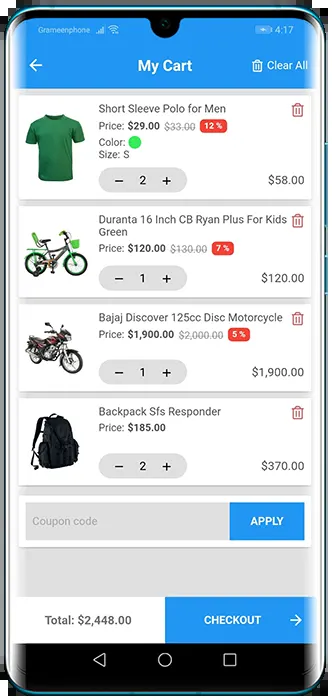 Grameenphone 4:17
My Cart Clear All
Short Sleeve Polo for Men
Price: $29.00 $33.00 12 %
Color:
Size: S
2 $58.00
Duranta 16 Inch CB Ryan Plus For Kids
Green
Price: $120.00 $130.00 7 %
1 $120.00
Bajaj Discover 125cc Disc Motorcycle
Price: $1,900.00 $2,000.00 5 %
1 $1,900.00
Backpack Sfs Responder
Price: $185.00
2 $370.00
Coupon code APPLY
Total: $2,448.00 CHECKOUT